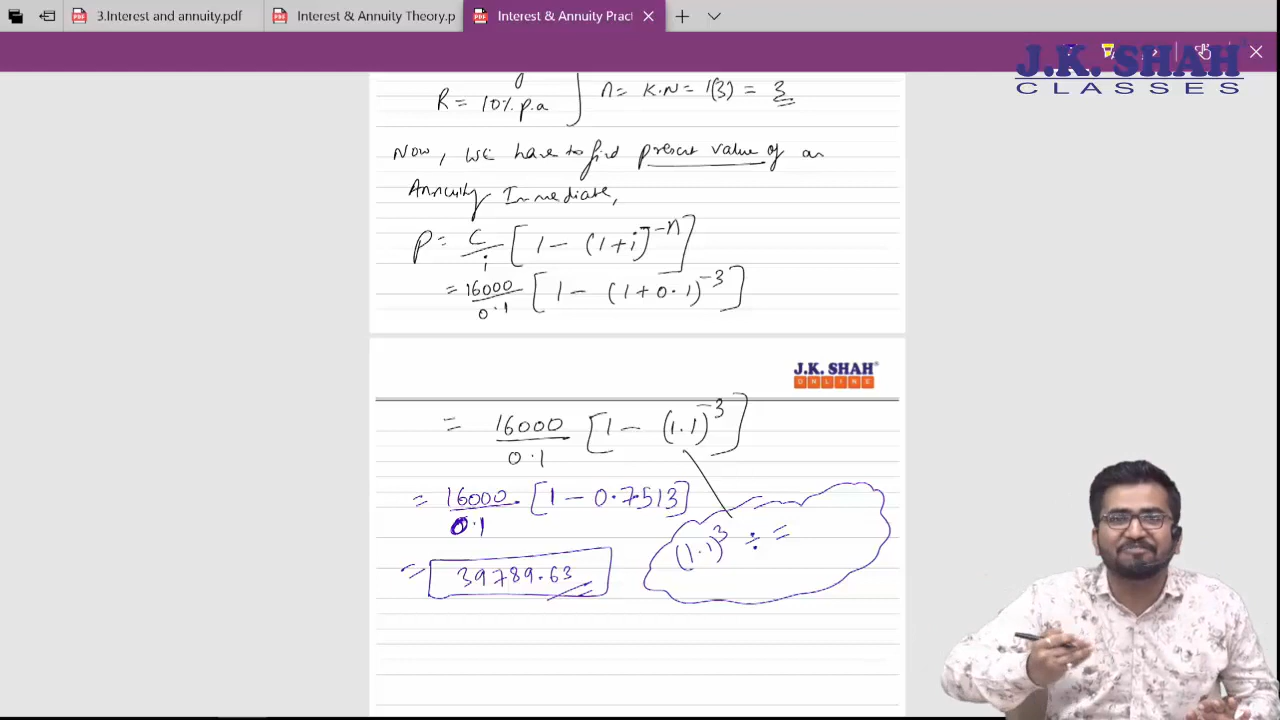 3.Interest and annuity.pdf
Interest & Annuity Theory.p
Interest & Annuity Pract
J.K. SHAH
CLASSES
R = 10% p.a
n = K.N = 1(3) = 3
Now, we have to find present value of an
Annuity Immediate,
P = C/i [1 - (1+i)]^-n]
= 16000/0.1 [1 - (1+0.1)^-3]
J.K. SHAH
ONLINE
= 16000/0.1 [1 - (1.1)^-3]
= 16000/0.1 [1 - 0.7513]
(1.1)^3 ÷ =
= 39789.63